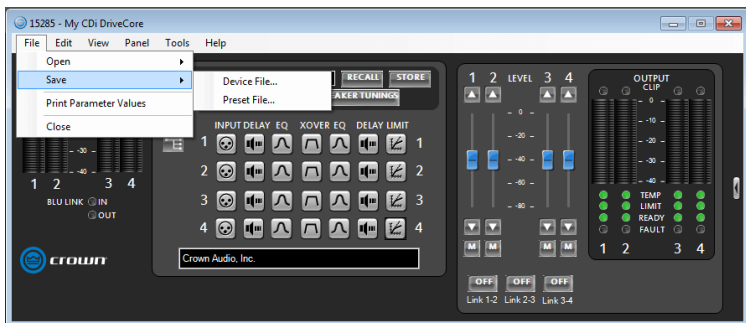 15285 - My CDi DriveCore
File Edit View Panel Tools Help
Open
Save
Print Parameter Values
Close
Device File...
Preset File...
RECALL STORE
AKER TUNINGS
INPUT DELAY EQ XOVER EQ DELAY LIMIT
1 1
2 2
3 3
4 4
Crown Audio, Inc.
- 30 -
- 40 -
1 2 3 4
BLU LINK IN
OUT
crown
1 2 LEVEL 3 4
- 0 -
- 20 -
- 40 -
- 60 -
- 80 -
M M M M
OFF OFF OFF
Link 1-2 Link 2-3 Link 3-4
OUTPUT
CLIP
- 0 -
- 10 -
- 20 -
- 30 -
- 40 -
TEMP
LIMIT
READY
FAULT
1 2 3 4